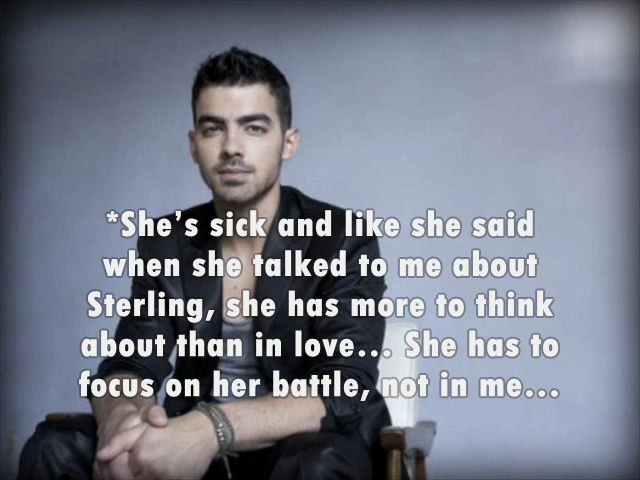 *She’s sick and like she said
when she talked to me about
Sterling, she has more to think
about than in love... She has to
focus on her battle, not in me...